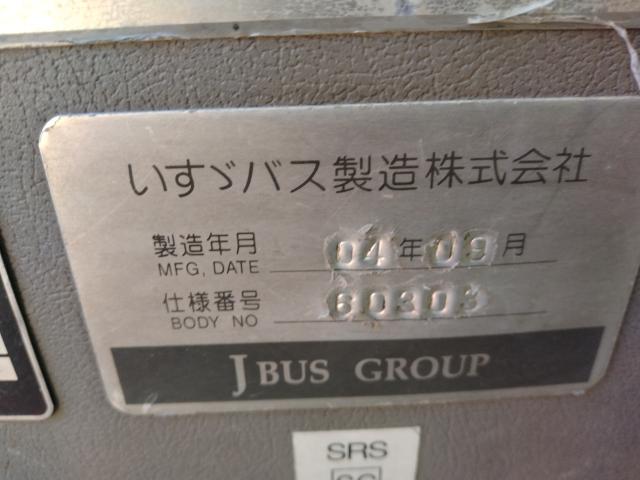 いすゞバス製造株式会社
製造年月 04年09月
MFG, DATE
仕様番号 60303
BODY NO
J BUS GROUP
SRS